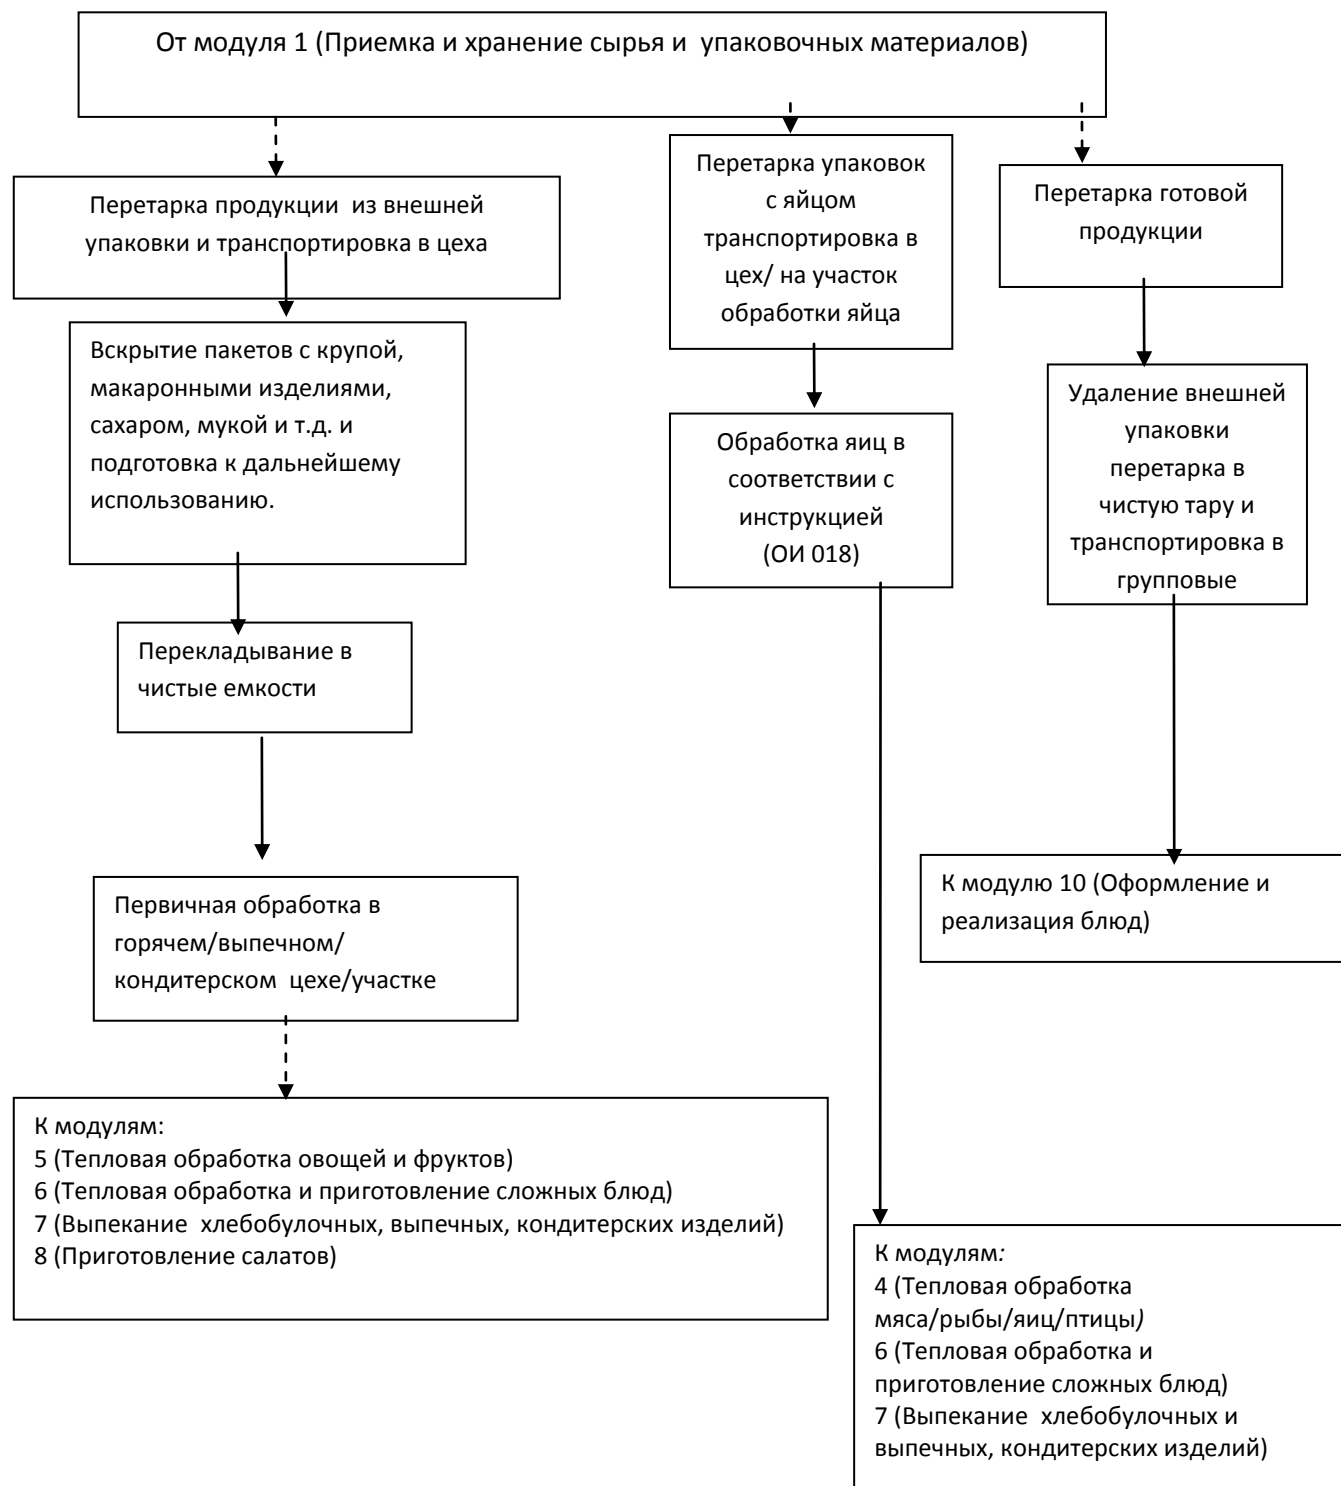 От модуля 1 (Приемка и хранение сырья и упаковочных материалов)
Перетарка продукции из внешней
упаковки и транспортировка в цеха
Вскрытие пакетов с крупой,
макаронными изделиями,
сахаром, мукой и т.д. и
подготовка к дальнейшему
использованию.
Перекладывание в
чистые емкости
Первичная обработка в
горячем/выпечном/
кондитерском цехе/участке
К модулям:
5 (Тепловая обработка овощей и фруктов)
6 (Тепловая обработка и приготовление сложных блюд)
7 (Выпекание хлебобулочных, выпечных, кондитерских изделий)
8 (Приготовление салатов)
Перетарка упаковок
с яйцом
транспортировка в
цех/ на участок
обработки яйца
Обработка яиц в
соответствии с
инструкцией
(ОИ 018)
К модулям:
4 (Тепловая обработка
мяса/рыбы/яиц/птицы)
6 (Тепловая обработка и
приготовление сложных блюд)
7 (Выпекание хлебобулочных и
выпечных, кондитерских изделий)
Перетарка готовой
продукции
Удаление внешней
упаковки
перетарка в
чистую тару и
транспортировка в
групповые
К модулю 10 (Оформление и
реализация блюд)